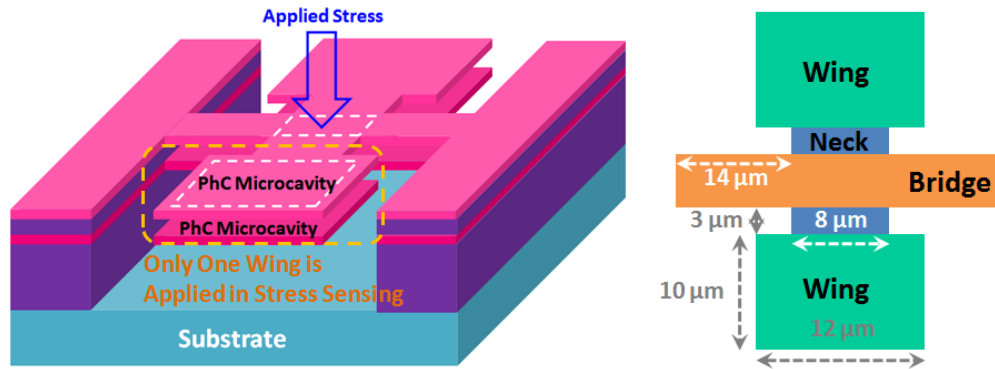 Applied Stress
PhC Microcavity
PhC Microcavity
Only One Wing is
Applied in Stress Sensing
Substrate
Wing
Neck
14 μm
Bridge
3 μm
8 μm
10 μm
Wing
12 μm